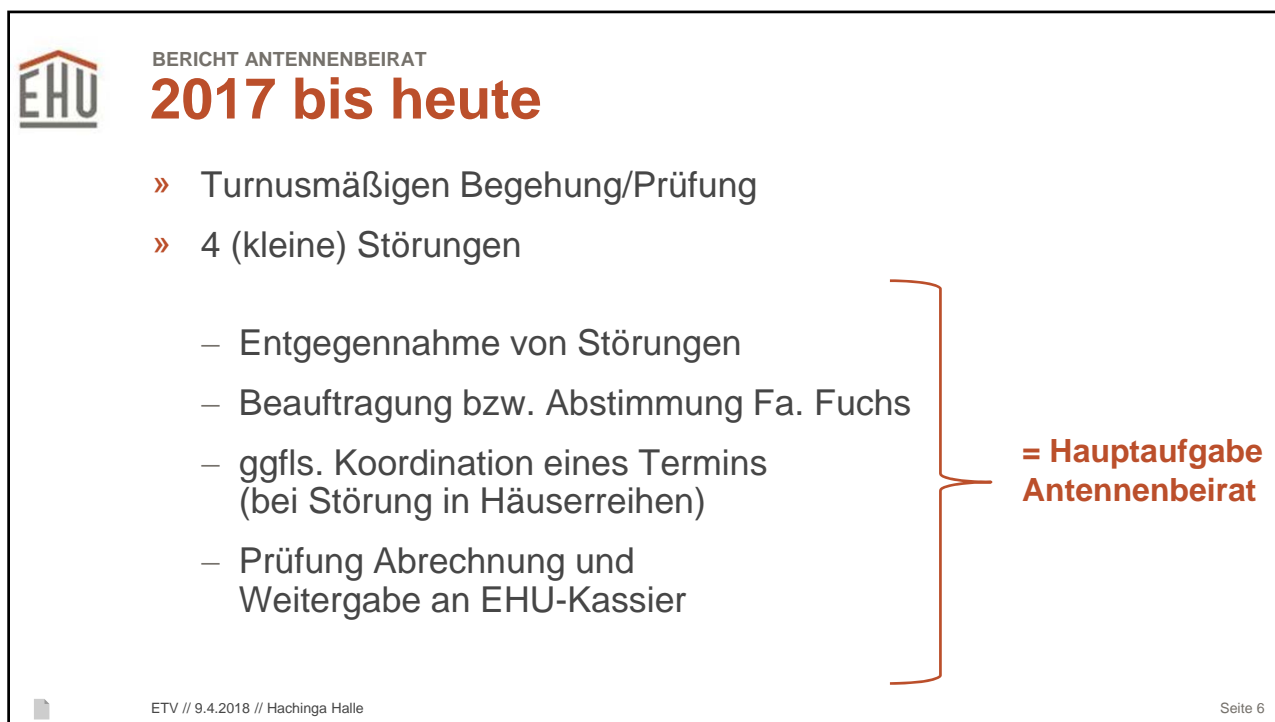 EHU
BERICHT ANTENNENBEIRAT
2017 bis heute
» Turnusmäßigen Begehung/Prüfung
» 4 (kleine) Störungen
– Entgegennahme von Störungen
– Beauftragung bzw. Abstimmung Fa. Fuchs
– ggfls. Koordination eines Termins
(bei Störung in Häuserreihen)
– Prüfung Abrechnung und
Weitergabe an EHU-Kassier
= Hauptaufgabe
Antennenbeirat
ETV // 9.4.2018 // Hachinga Halle
Seite 6